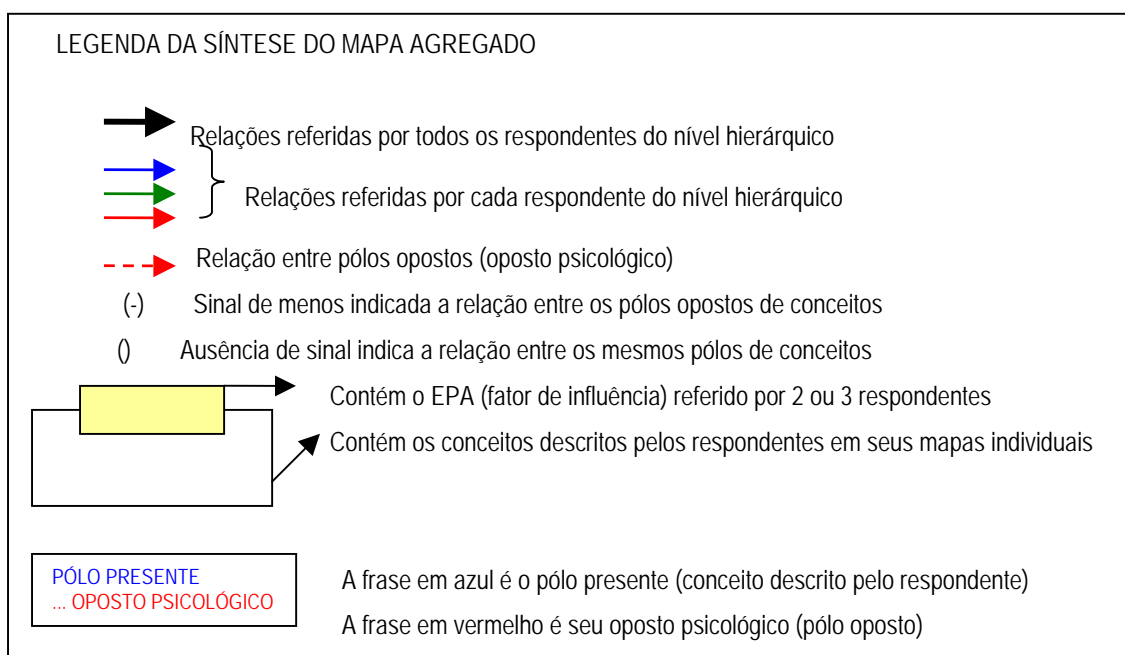 LEGENDA DA SÍNTESE DO MAPA AGREGADO
Relações referidas por todos os respondentes do nível hierárquico
Relações referidas por cada respondente do nível hierárquico
Relação entre pólos opostos (oposto psicológico)
(-) Sinal de menos indicada a relação entre os pólos opostos de conceitos
() Ausência de sinal indica a relação entre os mesmos pólos de conceitos
Contém o EPA (fator de influência) referido por 2 ou 3 respondentes
Contém os conceitos descritos pelos respondentes em seus mapas individuais
PÓLO PRESENTE
... OPOSTO PSICOLÓGICO
A frase em azul é o pólo presente (conceito descrito pelo respondente)
A frase em vermelho é seu oposto psicológico (pólo oposto)